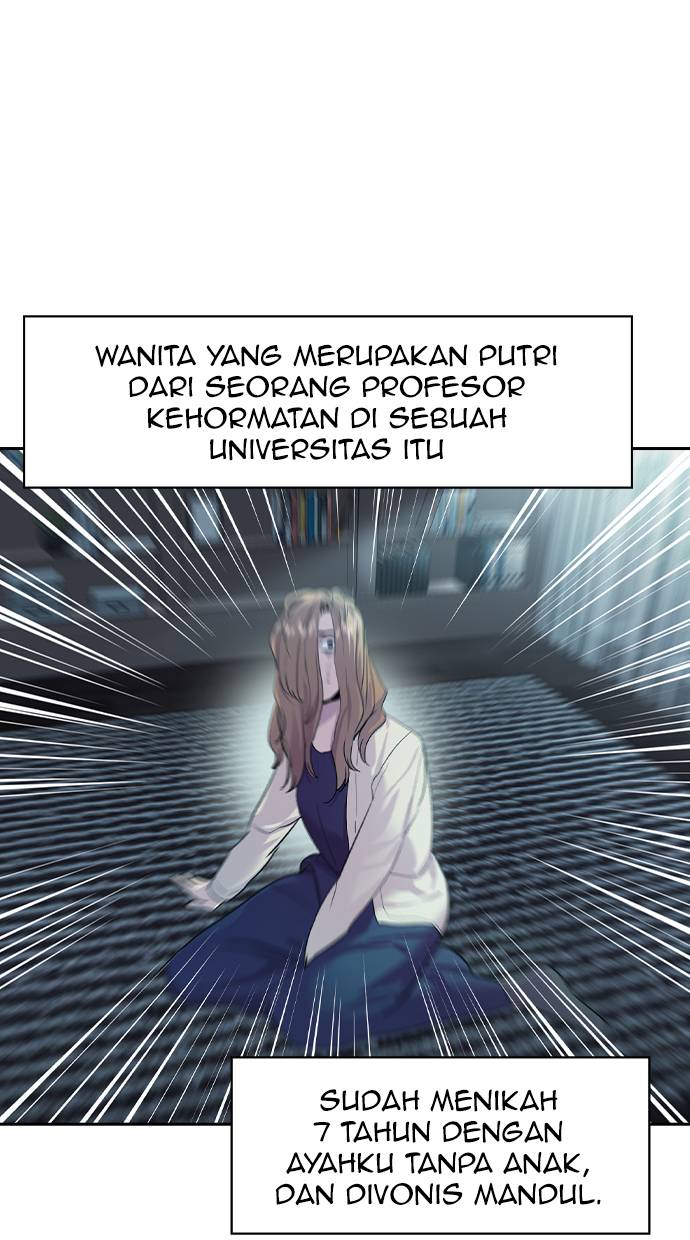 WANITA YANG MERUPAKAN PUTRI
DARI SEORANG PROFESOR
KEHORMATAN DI SEBUAH
UNIVERSITAS ITU
SUDAH MENIKAH
7 TAHUN DENGAN
AYAHKU TANPA ANAK,
DAN DIVONIS MANDUL.